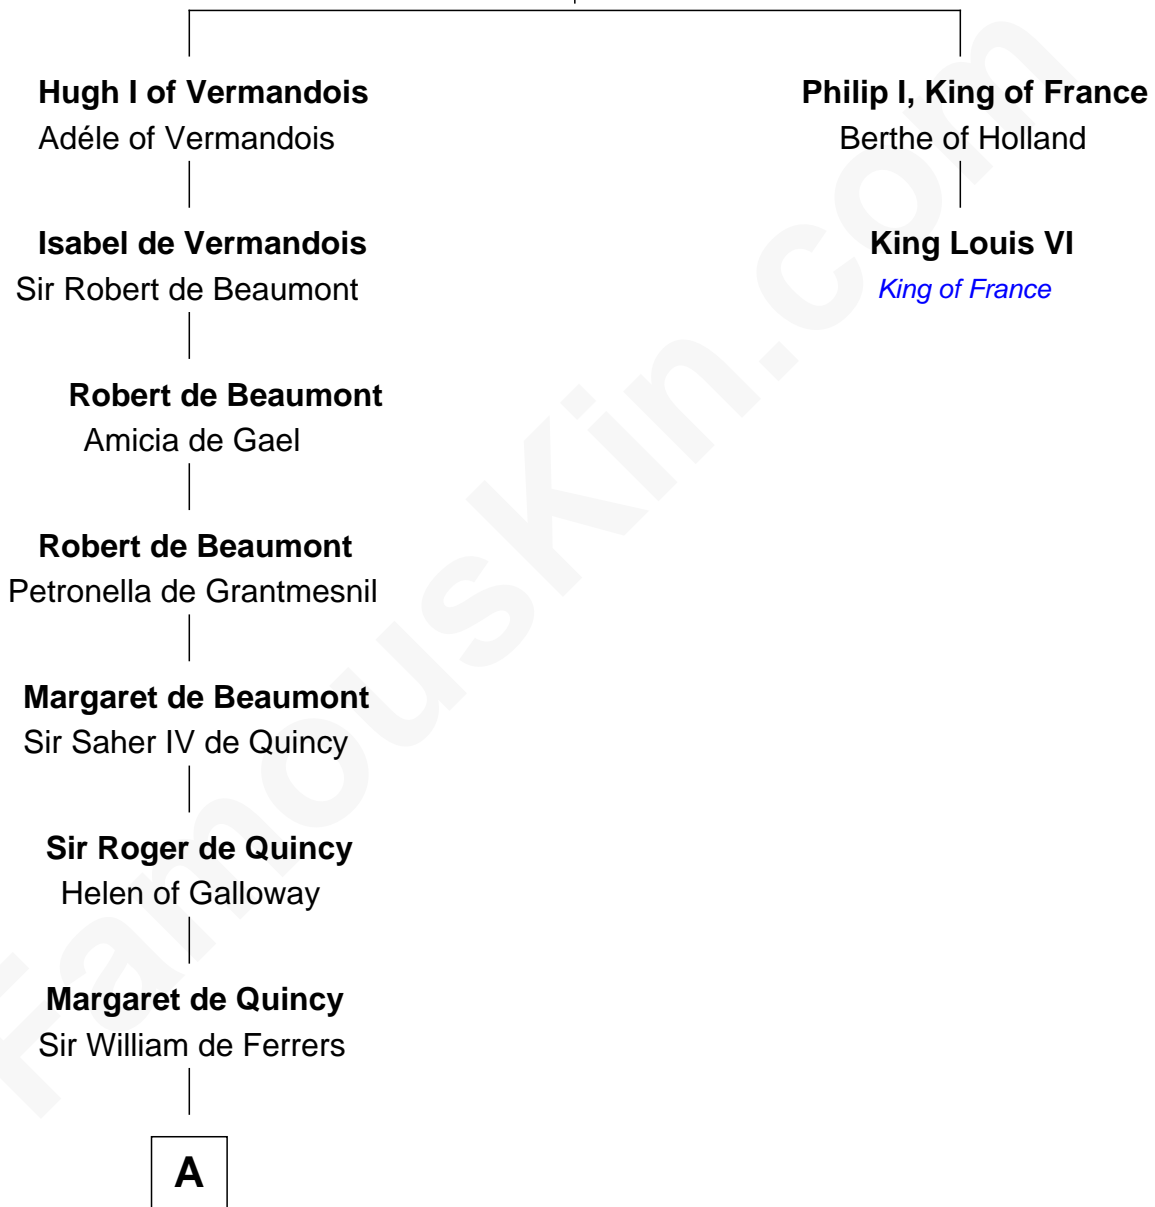 Hugh I of Vermandois
Adéle of Vermandois
Philip I, King of France
Berthe of Holland
Isabel de Vermandois
Sir Robert de Beaumont
King Louis VI
King of France
Robert de Beaumont
Amicia de Gael
Robert de Beaumont
Petronella de Grantmesnil
Margaret de Beaumont
Sir Saher IV de Quincy
Sir Roger de Quincy
Helen of Galloway
Margaret de Quincy
Sir William de Ferrers
A
FamousKin.com